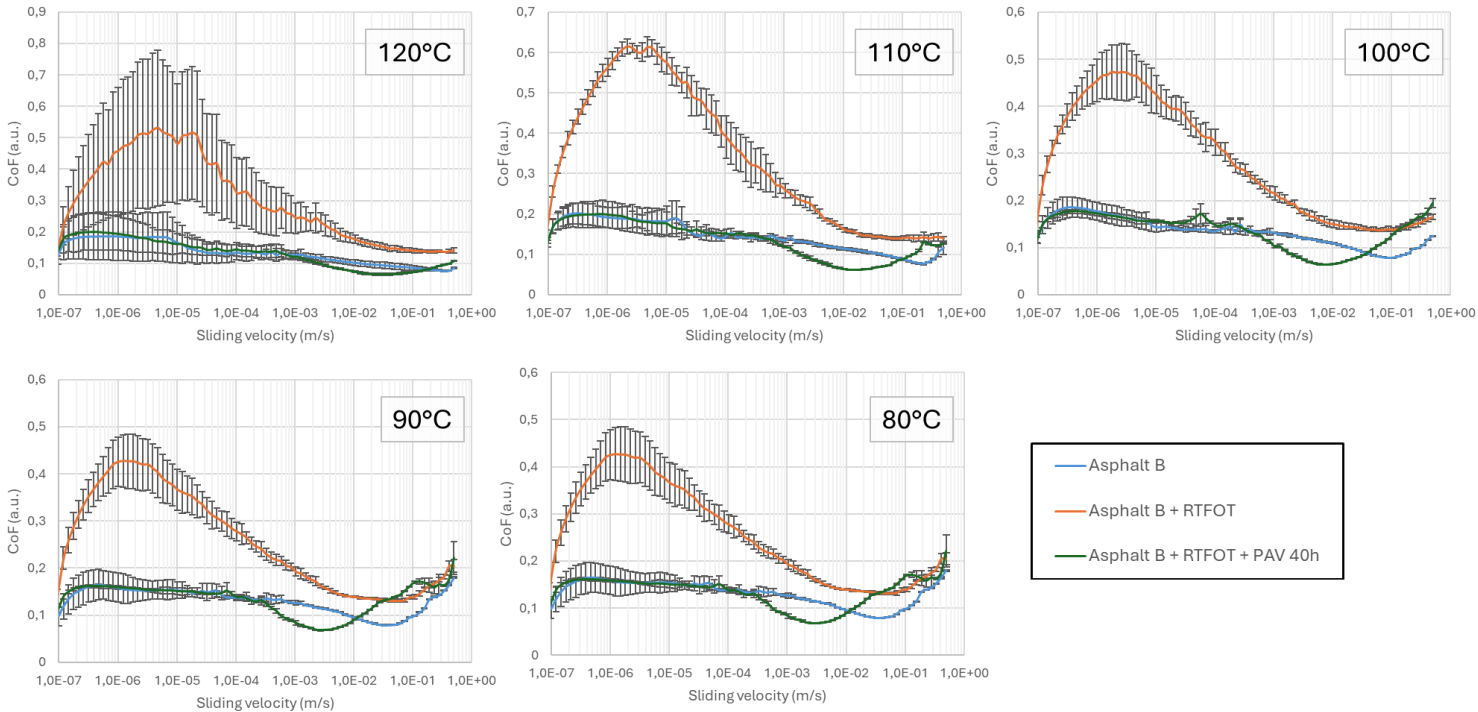 120°C
CoF (a.u.)
0,9
0,8
0,7
0,6
0,5
0,4
0,3
0,2
0,1
0
1,0E-07 1,0E-06 1,0E-05 1,0E-04 1,0E-03 1,0E-02 1,0E-01 1,0E+00
Sliding velocity (m/s)
110°C
CoF (a.u.)
0,7
0,6
0,5
0,4
0,3
0,2
0,1
0
1,0E-07 1,0E-06 1,0E-05 1,0E-04 1,0E-03 1,0E-02 1,0E-01 1,0E+00
Sliding velocity (m/s)
100°C
CoF (a.u.)
0,6
0,5
0,4
0,3
0,2
0,1
0
1,0E-07 1,0E-06 1,0E-05 1,0E-04 1,0E-03 1,0E-02 1,0E-01 1,0E+00
Sliding velocity (m/s)
90°C
CoF (a.u.)
0,6
0,5
0,4
0,3
0,2
0,1
0
1,0E-07 1,0E-06 1,0E-05 1,0E-04 1,0E-03 1,0E-02 1,0E-01 1,0E+00
Sliding velocity (m/s)
80°C
CoF (a.u.)
0,6
0,5
0,4
0,3
0,2
0,1
0
1,0E-07 1,0E-06 1,0E-05 1,0E-04 1,0E-03 1,0E-02 1,0E-01 1,0E+00
Sliding velocity (m/s)
Asphalt B
Asphalt B + RTFOT
Asphalt B + RTFOT + PAV 40h